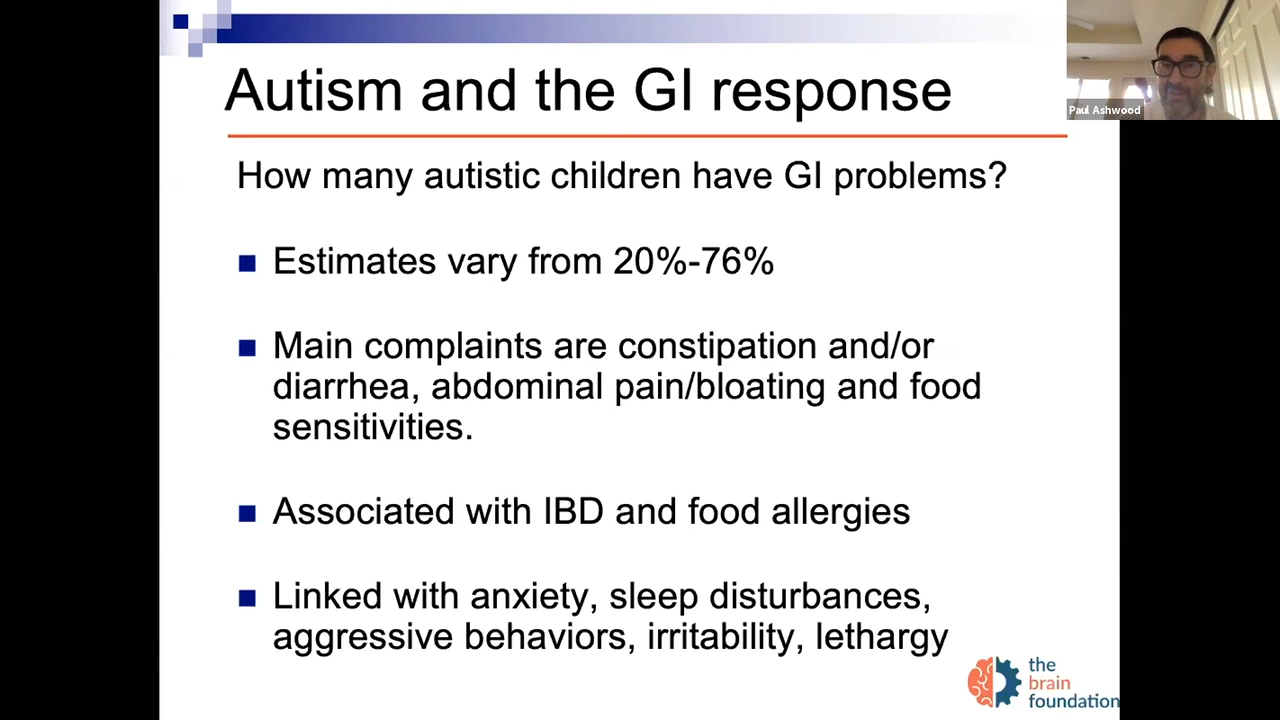 Autism and the GI response
Paul Ashwood
How many autistic children have GI problems?
Estimates vary from 20%-76%
Main complaints are constipation and/or
diarrhea, abdominal pain/bloating and food
sensitivities.
Associated with IBD and food allergies
Linked with anxiety, sleep disturbances,
aggressive behaviors, irritability, lethargy
the
brain
foundation